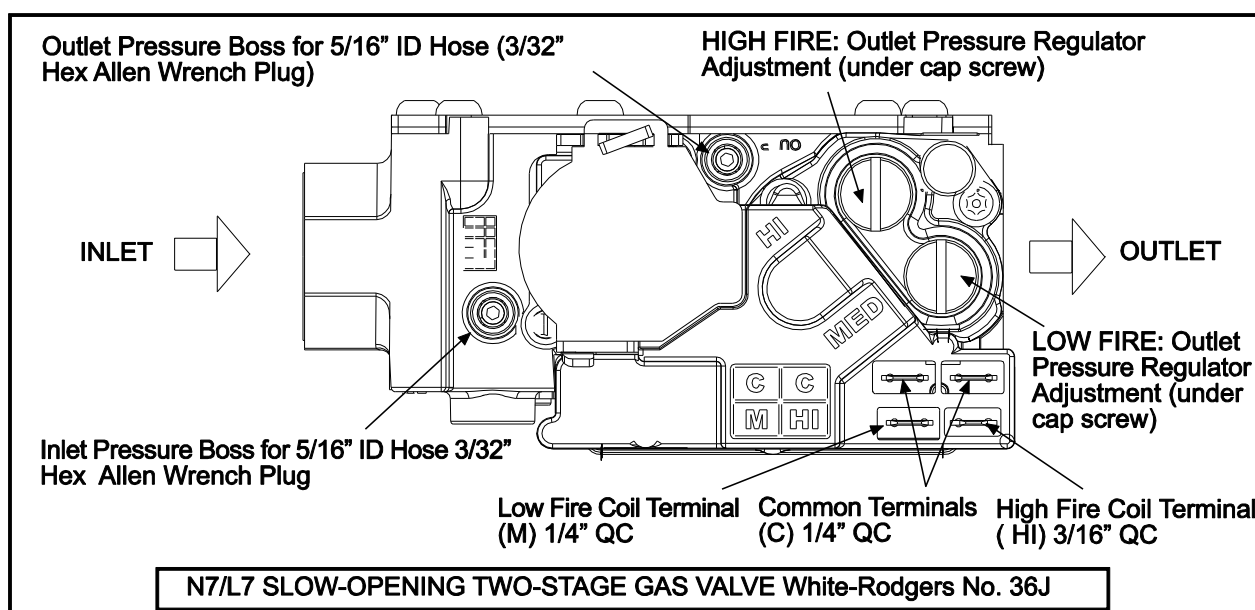 Outlet Pressure Boss for 5/16” ID Hose (3/32”
Hex Allen Wrench Plug)
HIGH FIRE: Outlet Pressure Regulator
Adjustment (under cap screw)
ON
INLET
HI
OUTLET
MED
LOW FIRE: Outlet
Pressure Regulator
Adjustment (under
cap screw)
C C
M HI
Inlet Pressure Boss for 5/16” ID Hose 3/32”
Hex Allen Wrench Plug
Low Fire Coil Terminal
(M) 1/4” QC
Common Terminals
(C) 1/4” QC
High Fire Coil Terminal
( HI) 3/16” QC
N7/L7 SLOW-OPENING TWO-STAGE GAS VALVE White-Rodgers No. 36J